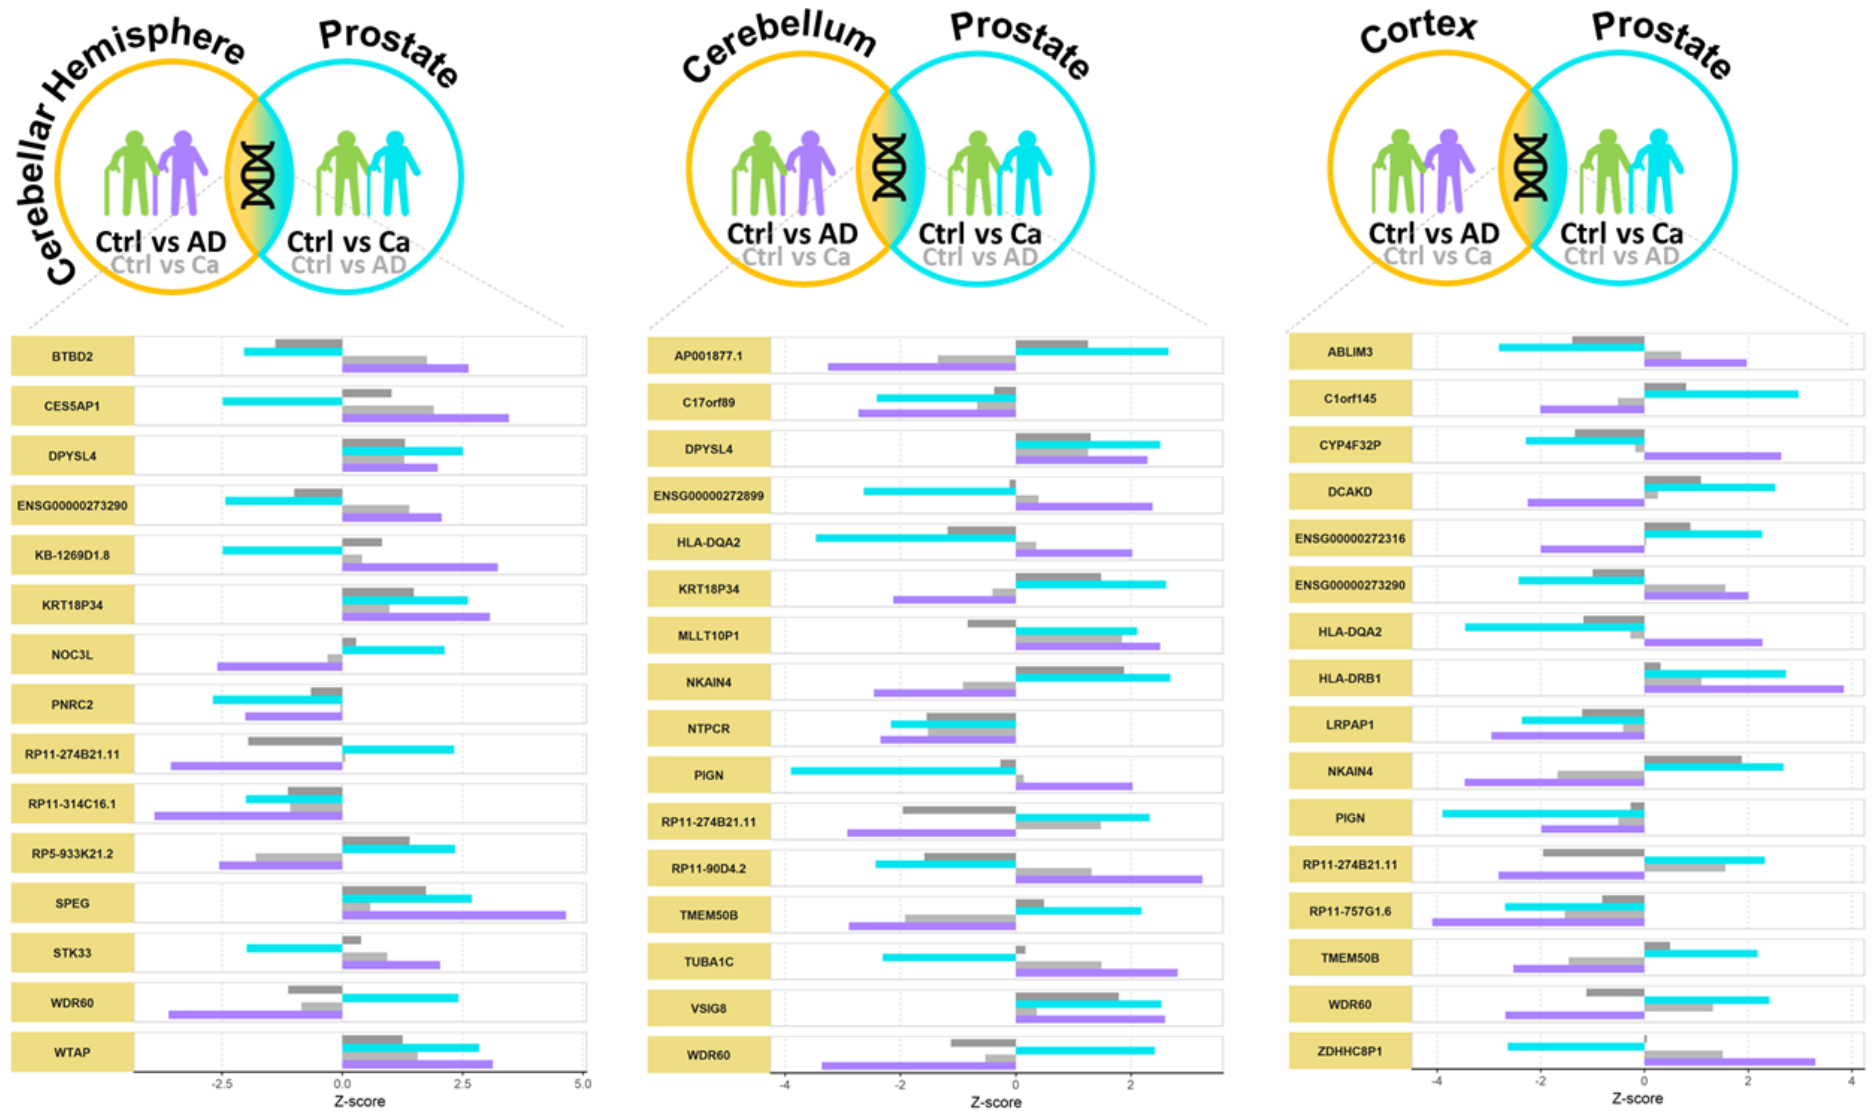 Cerebellar Hemisphere
Prostate
Ctrl vs AD
Ctrl vs Ca
Ctrl vs Ca
Ctrl vs AD
BTBD2
CES5AP1
DPYSL4
ENSG00000273290
KB-1269D1.8
KRT18P34
NOC3L
PNRC2
RP11-274B21.11
RP11-314C16.1
RP5-933K21.2
SPEG
STK33
WDR60
WTAP
-2.5 0.0 2.5 5.0
Z-score
Cerebellum
Prostate
Ctrl vs AD
Ctrl vs Ca
Ctrl vs Ca
Ctrl vs AD
AP001877.1
C17orf89
DPYSL4
ENSG00000272899
HLA-DQA2
KRT18P34
MLLT10P1
NKAIN4
NTPCR
PIGN
RP11-274B21.11
RP11-90D4.2
TMEM50B
TUBA1C
VSIG8
WDR60
-4 -2 0 2
Z-score
Cortex
Prostate
Ctrl vs AD
Ctrl vs Ca
Ctrl vs Ca
Ctrl vs AD
ABLIM3
C1orf145
CYP4F32P
DCAKD
ENSG00000272316
ENSG00000273290
HLA-DQA2
HLA-DRB1
LRPAP1
NKAIN4
PIGN
RP11-274B21.11
RP11-757G1.6
TMEM50B
WDR60
ZDHHC8P1
-4 -2 0 2 4
Z-score